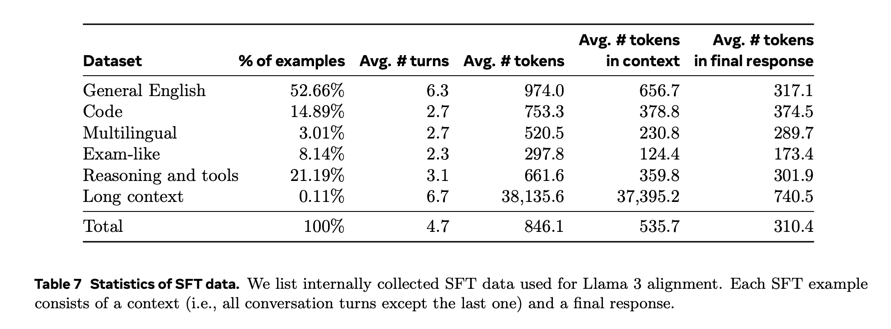 Dataset % of examples Avg. # turns Avg. # tokens Avg. # tokens in context Avg. # tokens in final response
General English 52.66% 6.3 974.0 656.7 317.1
Code 14.89% 2.7 753.3 378.8 374.5
Multilingual 3.01% 2.7 520.5 230.8 289.7
Exam-like 8.14% 2.3 297.8 124.4 173.4
Reasoning and tools 21.19% 3.1 661.6 359.8 301.9
Long context 0.11% 6.7 38,135.6 37,395.2 740.5
Total 100% 4.7 846.1 535.7 310.4
Table 7 Statistics of SFT data. We list internally collected SFT data used for Llama 3 alignment. Each SFT example
consists of a context (i.e., all conversation turns except the last one) and a final response.